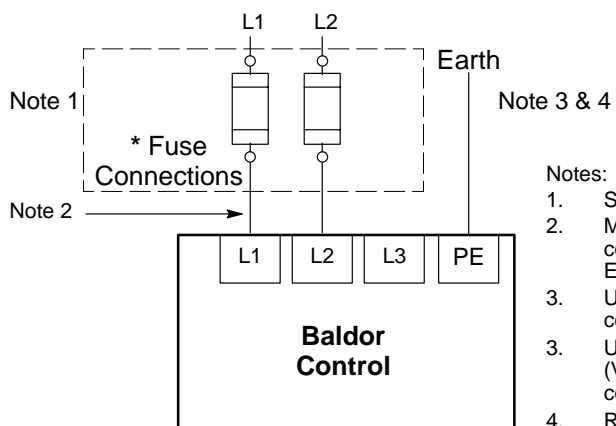 L1 L2
Earth
Note 1
Note 3 & 4
* Fuse
Connections
Note 2
L1 L2 L3 PE
Baldor
Control
Notes:
1.
2.
3.
3.
(
4.